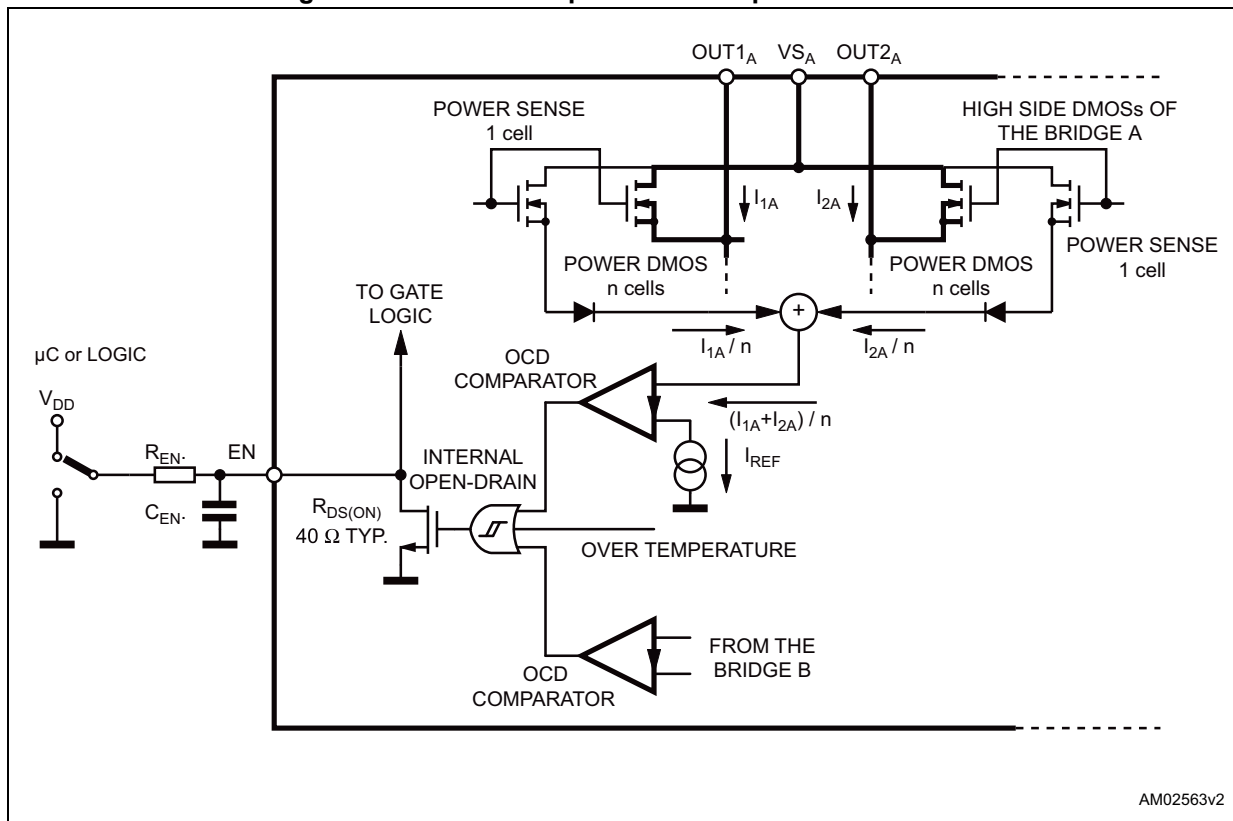 OUT1A VSA OUT2A
POWER SENSE
1 cell
HIGH SIDE DMOSs OF
THE BRIDGE A
I1A
I2A
POWER SENSE
1 cell
POWER DMOS
n cells
POWER DMOS
n cells
TO GATE
LOGIC
+
I1A / n
I2A / n
µC or LOGIC
OCD
COMPARATOR
VDD
(I1A+I2A) / n
REN.
EN
INTERNAL
OPEN-DRAIN
IREF
CEN.
RDS(ON)
40 Ω TYP.
OVER TEMPERATURE
FROM THE
BRIDGE B
OCD
COMPARATOR
AM02563v2